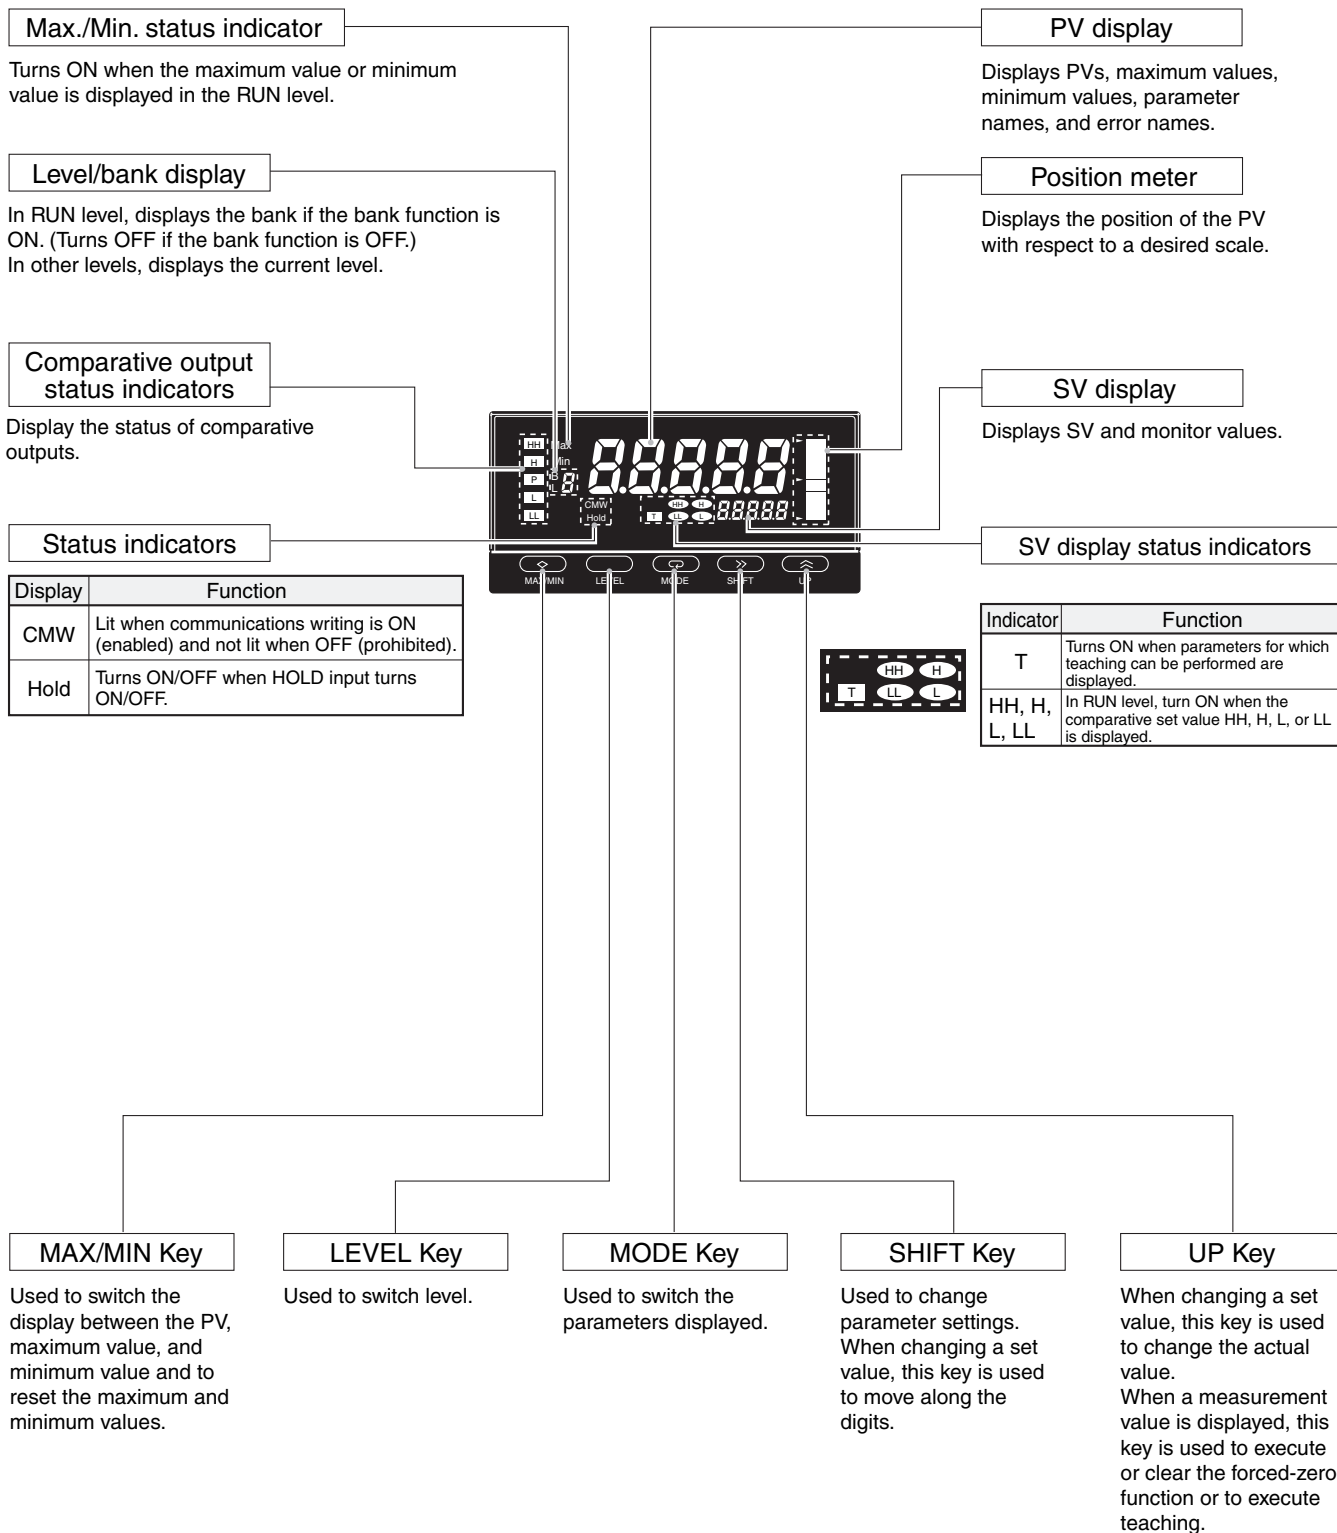 Max./Min. status indicator
Turns ON when the maximum value or minimum
value is displayed in the RUN level.
Level/bank display
In RUN level, displays the bank if the bank function is
ON. (Turns OFF if the bank function is OFF.)
In other levels, displays the current level.
Comparative output
status indicators
Display the status of comparative
outputs.
Status indicators
Display Function
CMW Lit when communications writing is ON
(enabled) and not lit when OFF (prohibited).
Hold Turns ON/OFF when HOLD input turns
ON/OFF.
PV display
Displays PVs, maximum values,
minimum values, parameter
names, and error names.
Position meter
Displays the position of the PV
with respect to a desired scale.
SV display
Displays SV and monitor values.
SV display status indicators
Indicator Function
T Turns ON when parameters for which
teaching can be performed are
displayed.
HH, H,
L, LL
In RUN level, turn ON when the
comparative set value HH, H, L, or LL
is displayed.
HH Max
H Min
P B
L L 8
LL
8.8.8.8.8
CMW
Hold
HH H
T LL L 88888
MAX/MIN LEVEL MODE SHIFT UP
HH H
T LL L
MAX/MIN Key
Used to switch the
display between the PV,
maximum value, and
minimum value and to
reset the maximum and
minimum values.
LEVEL Key
Used to switch level.
MODE Key
Used to switch the
parameters displayed.
SHIFT Key
Used to change
parameter settings.
When changing a set
value, this key is used
to move along the
digits.
UP Key
When changing a set
value, this key is used
to change the actual
value.
When a measurement
value is displayed, this
key is used to execute
or clear the forced-zero
function or to execute
teaching.